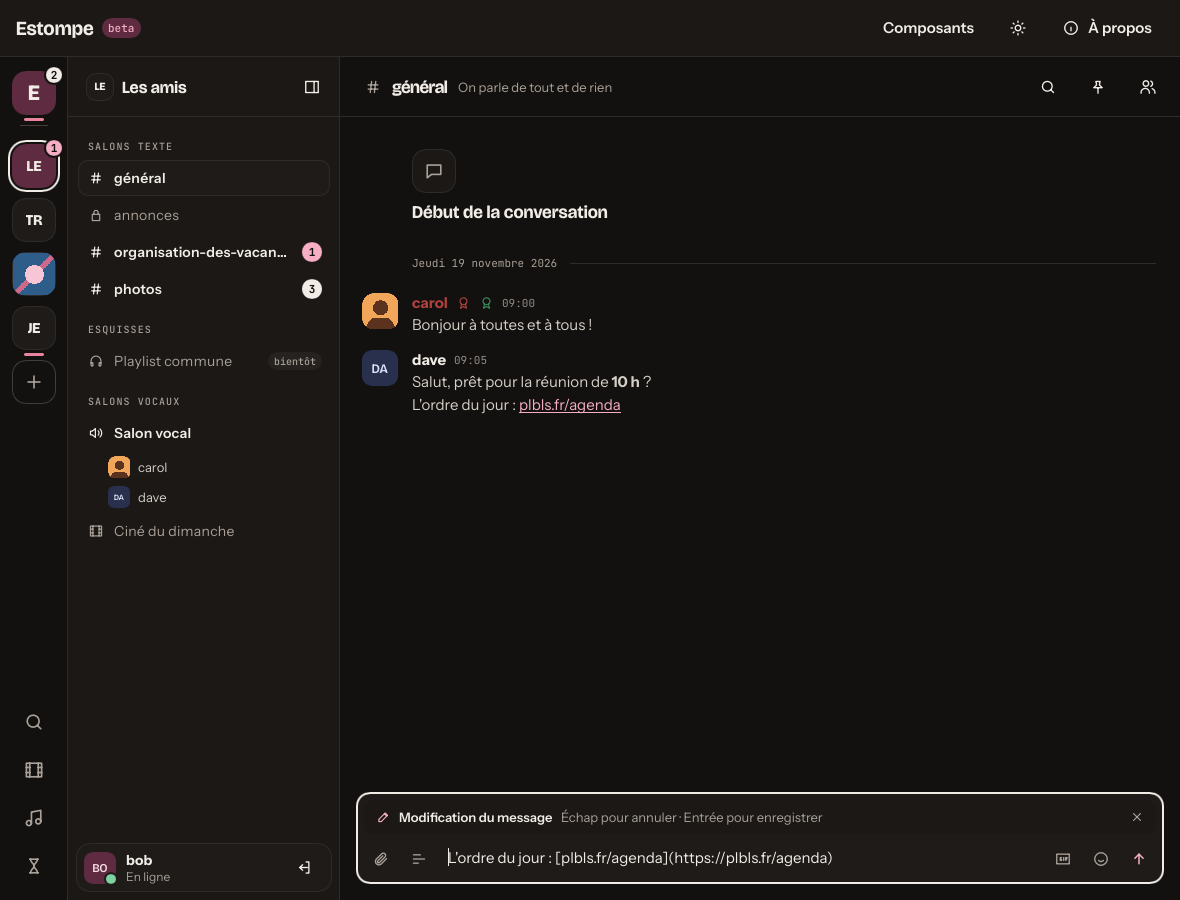 Estompe beta
Composants
À propos
E 2
LE 1
TR
JE
LE Les amis
SALONS TEXTE
# général
annonces
# organisation-des-vacan... 1
# photos 3
ESQUISSES
Playlist commune bientôt
SALONS VOCAUX
Salon vocal
carol
DA dave
Ciné du dimanche
BO bob
En ligne
# général On parle de tout et de rien
Début de la conversation
Jeudi 19 novembre 2026
carol 09:00
Bonjour à toutes et à tous !
DA dave 09:05
Salut, prêt pour la réunion de 10 h ?
L'ordre du jour : plbls.fr/agenda
Modification du message Échap pour annuler · Entrée pour enregistrer
L'ordre du jour : [plbls.fr/agenda](https://plbls.fr/agenda)
GIF